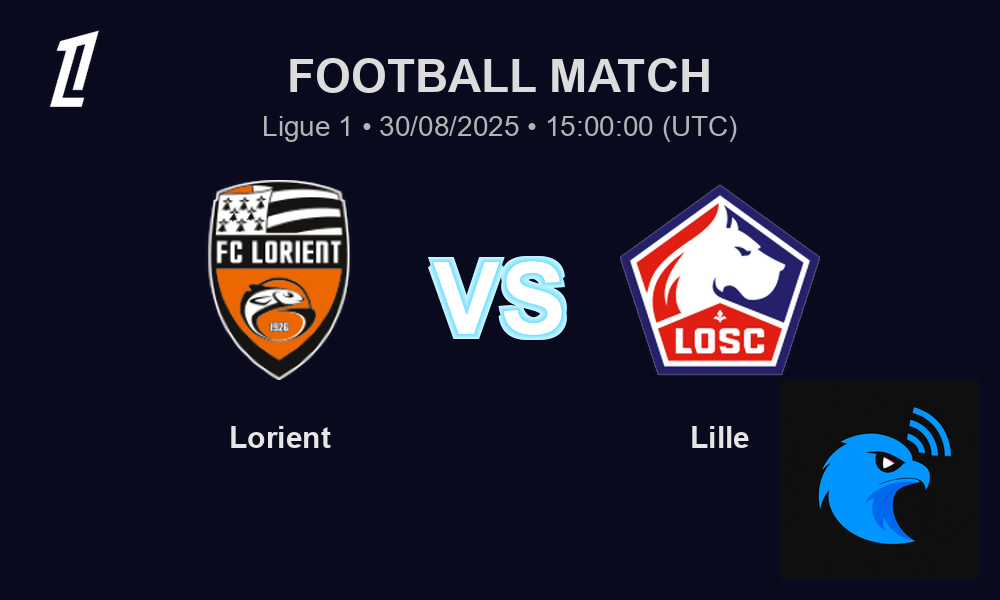 FOOTBALL MATCH
Ligue 1 • 30/08/2025 • 15:00:00 (UTC)
FC LORIENT
1926
VS
LOSC
Lorient
Lille